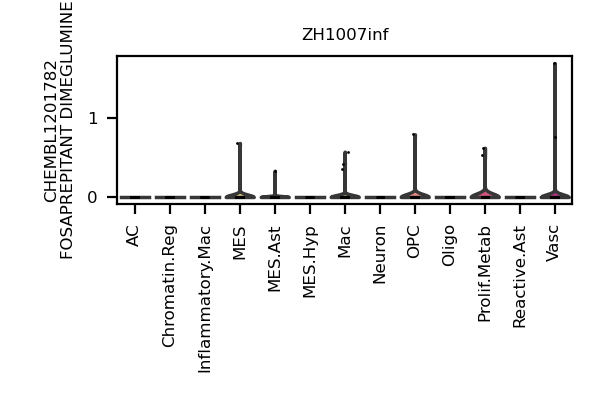 ZH1007inf
CHEMBL1201782
FOSAPREPITANT DIMEGLUMINE
1
0
AC
Chromatin.Reg
Inflammatory.Mac
MES
MES.Ast
MES.Hyp
Mac
Neuron
OPC
Oligo
Prolif.Metab
Reactive.Ast
Vasc